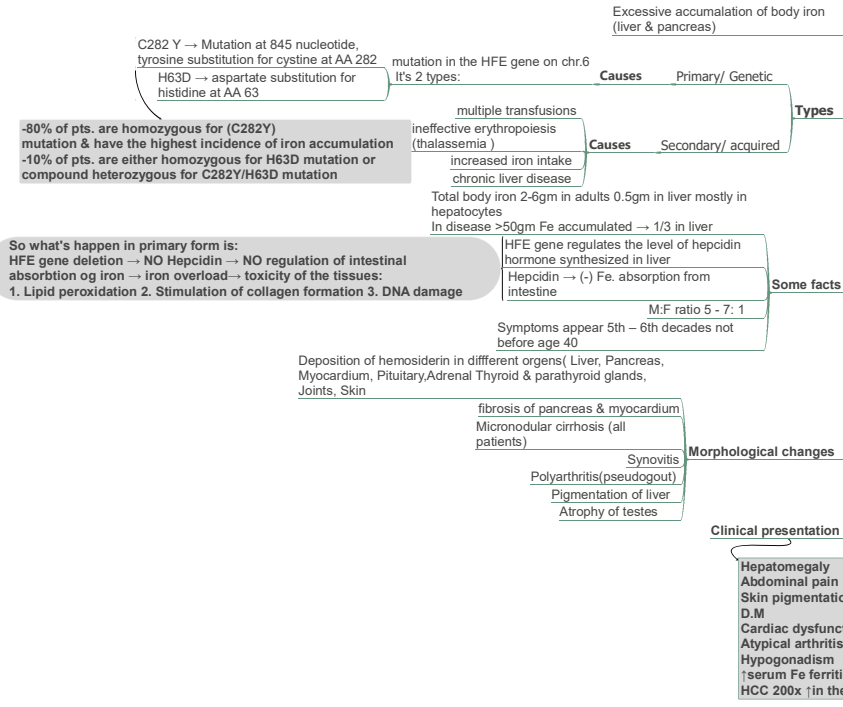 Excessive accumalation of body iron
(liver & pancreas)
C282 Y → Mutation at 845 nucleotide,
tyrosine substitution for cystine at AA 282
H63D → aspartate substitution for
histidine at AA 63
mutation in the HFE gene on chr.6
It's 2 types:
Causes
Primary/ Genetic
Types
-80% of pts. are homozygous for (C282Y)
mutation & have the highest incidence of iron accumulation
-10% of pts. are either homozygous for H63D mutation or
compound heterozygous for C282Y/H63D mutation
multiple transfusions
ineffective erythropoiesis
(thalassemia )
increased iron intake
chronic liver disease
Causes
Secondary/ acquired
Total body iron 2-6gm in adults 0.5gm in liver mostly in
hepatocytes
In disease >50gm Fe accumulated → 1/3 in liver
So what's happen in primary form is:
HFE gene deletion → NO Hepcidin → NO regulation of intestinal
absorbtion og iron → iron overload→ toxicity of the tissues:
1. Lipid peroxidation 2. Stimulation of collagen formation 3. DNA damage
HFE gene regulates the level of hepcidin
hormone synthesized in liver
Hepcidin → (-) Fe. absorption from
intestine
Some facts
M:F ratio 5 - 7: 1
Symptoms appear 5th – 6th decades not
before age 40
Deposition of hemosiderin in diffferent orgens( Liver, Pancreas,
Myocardium, Pituitary,Adrenal Thyroid & parathyroid glands,
Joints, Skin
fibrosis of pancreas & myocardium
Micronodular cirrhosis (all
patients)
Morphological changes
Synovitis
Polyarthritis(pseudogout)
Pigmentation of liver
Atrophy of testes
Clinical presentation
Hepatomegaly
Abdominal pain
Skin pigmentatio
D.M
Cardiac dysfunct
Atypical arthritis
Hypogonadism
↑serum Fe ferriti
HCC 200x ↑in the